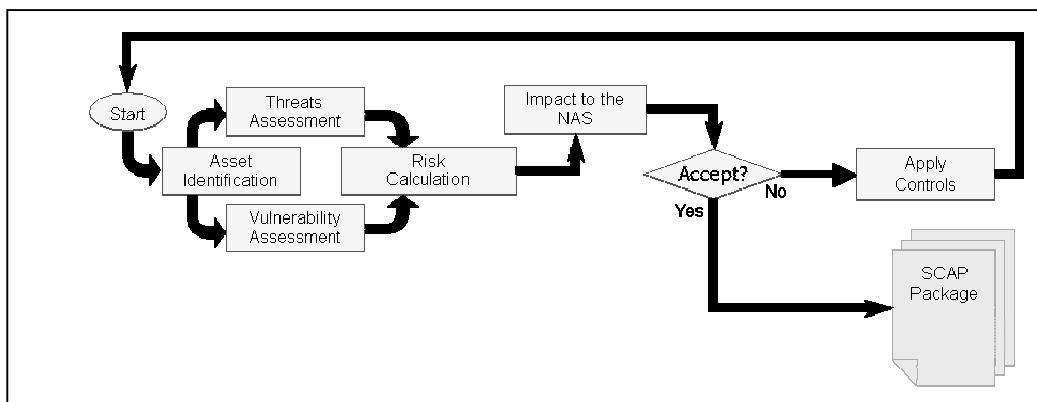 Start
Asset
Identification
Threats
Assessment
Vulnerability
Assessment
Risk
Calculation
Impact to the
NAS
Accept?
No
Yes
Apply
Controls
SCAP
Package